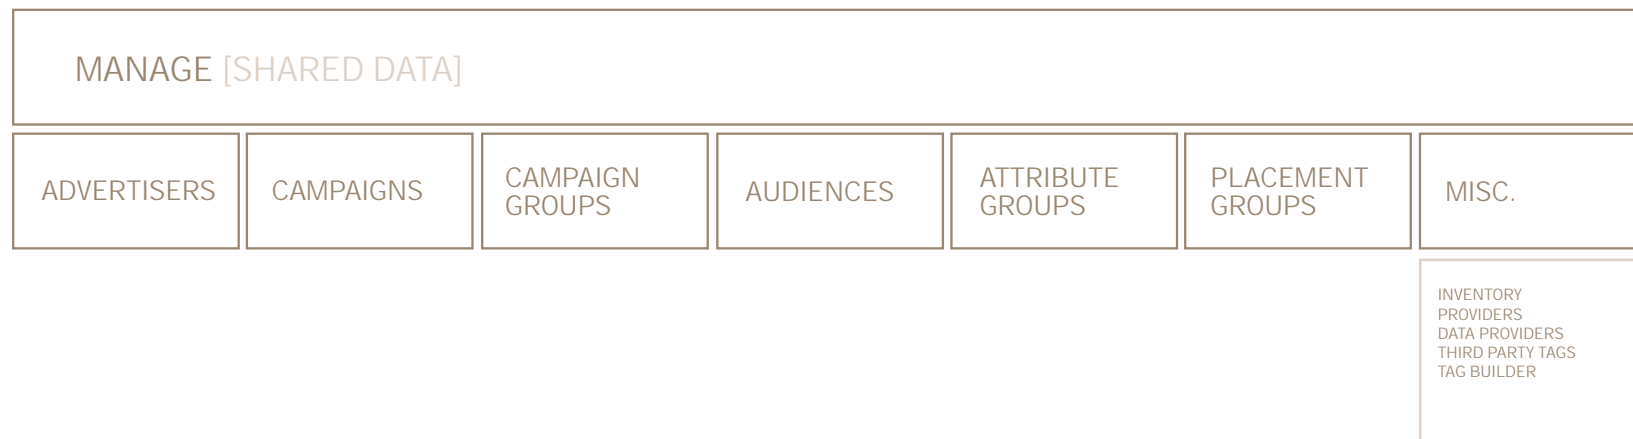 MANAGE [SHARED DATA]
ADVERTISERS
CAMPAIGNS
CAMPAIGN
GROUPS
AUDIENCES
ATTRIBUTE
GROUPS
PLACEMENT
GROUPS
MISC.
INVENTORY
PROVIDERS
DATA PROVIDERS
THIRD PARTY TAGS
TAG BUILDER